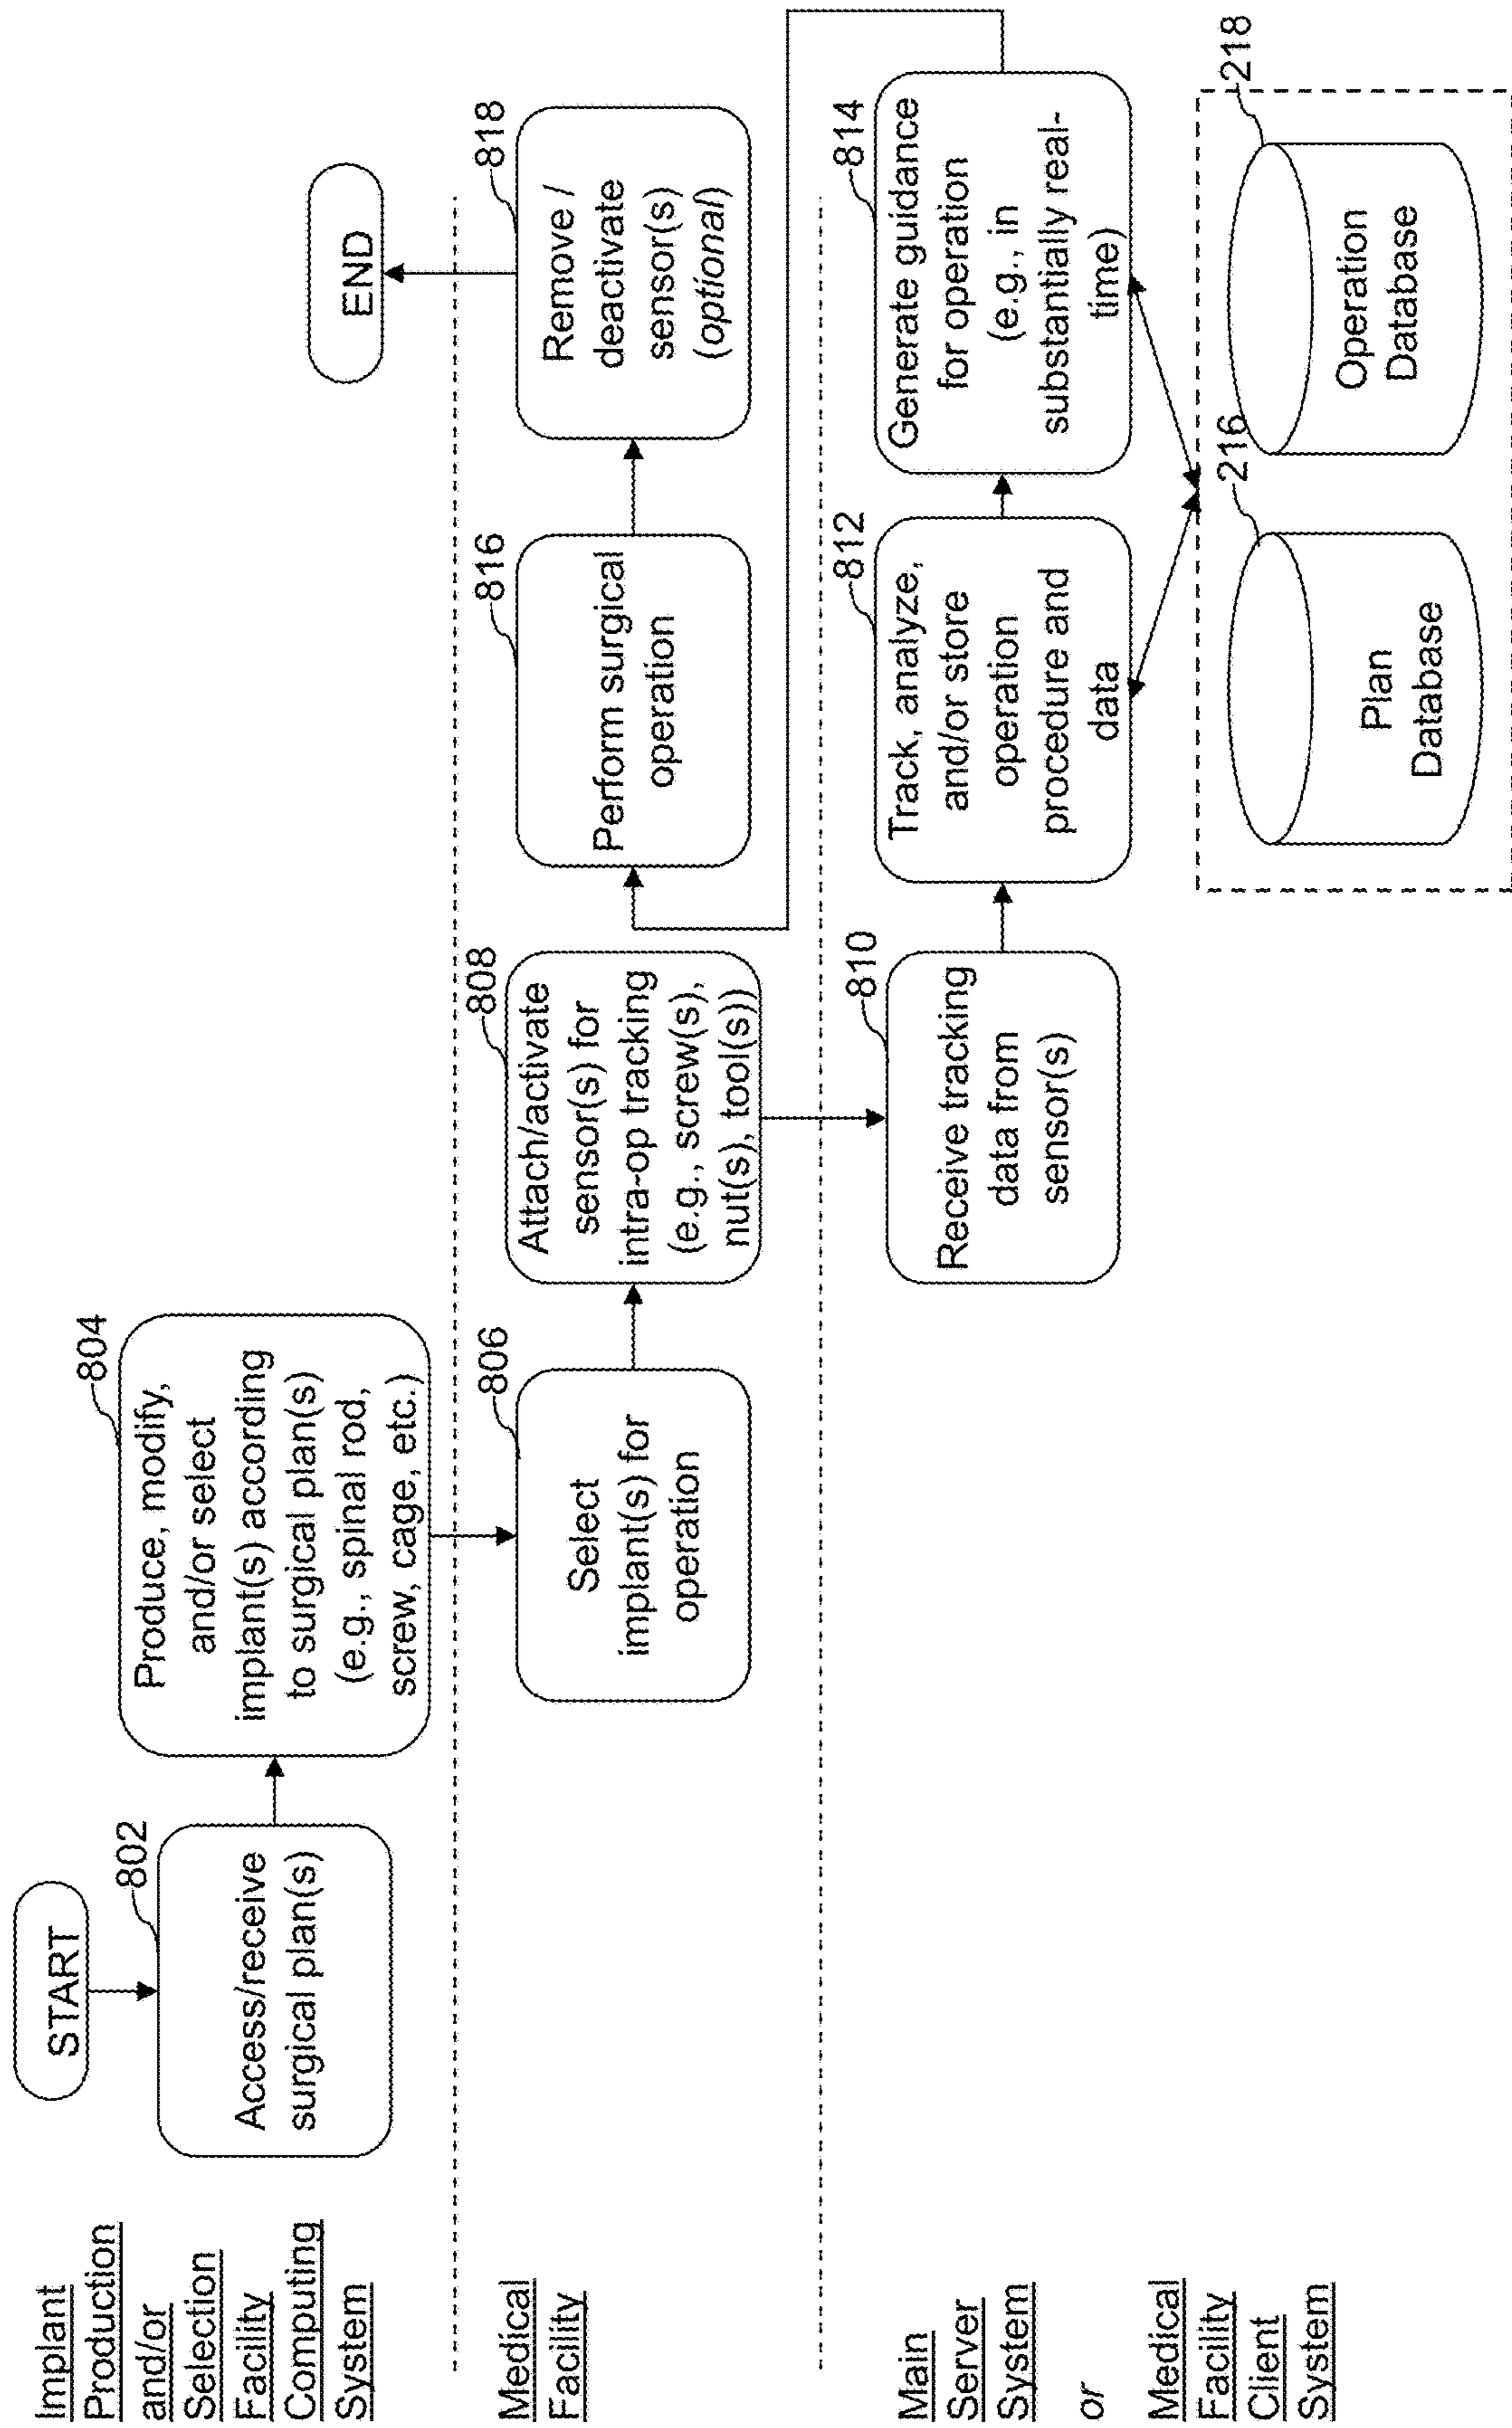 Implant
Production
and/or
Selection
Facility
Computing
System
START
802
Access/receive
surgical plan(s)
804
Produce, modify,
and/or select
implant(s) according
to surgical plan(s)
(e.g., spinal rod,
screw, cage, etc.)
END
Medical
Facility
806
Select
implant(s) for
operation
808
Attach/activate
sensor(s) for
intra-op tracking
(e.g., screw(s),
nut(s), tool(s))
816
Perform surgical
operation
818
Remove /
deactivate
sensor(s)
(optional)
Main
Server
System
or
Medical
Facility
Client
System
810
Receive tracking
data from
sensor(s)
812
Track, analyze,
and/or store
operation
procedure and
data
814
Generate guidance
for operation
(e.g., in
substantially real-
time)
216
Plan
Database
218
Operation
Database